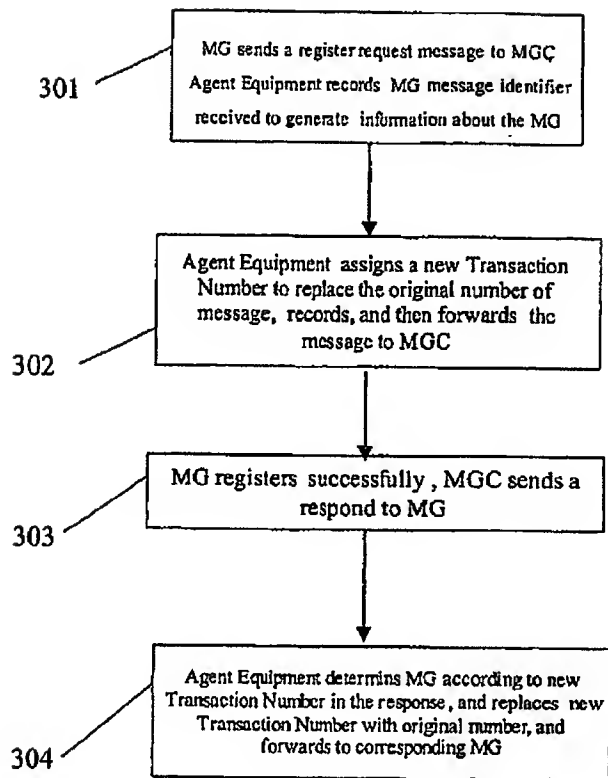 301
MG sends a register request message to MGC
Agent Equipment records MG message identifier
received to generate information about the MG
302
Agent Equipment assigns a new Transaction
Number to replace the original number of
message, records, and then forwards the
message to MGC
303
MG registers successfully , MGC sends a
respond to MG
304
Agent Equipment determins MG according to new
Transaction Number in the response, and replaces new
Transaction Number with original number, and
forwards to corresponding MG